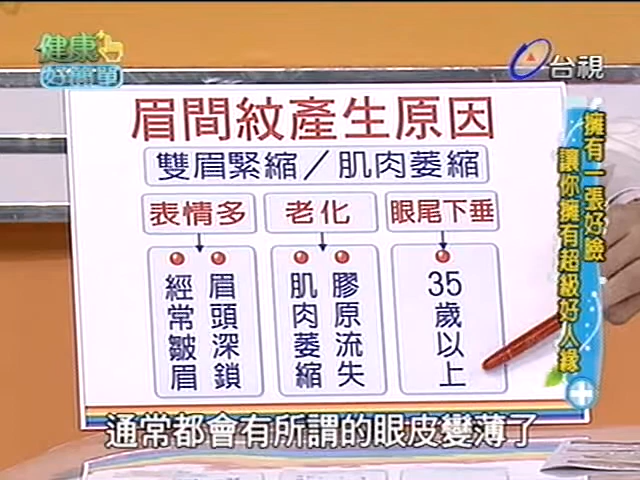 健康
好簡單
台視
眉間紋產生原因
雙眉緊縮／肌肉萎縮
表情多
老化
眼尾下垂
眉頭深鎖
經常皺眉
膠原流失
肌肉萎縮
35
歲以上
擁有一張好臉
讓你擁有超級好人緣
通常都會有所謂的眼皮變薄了